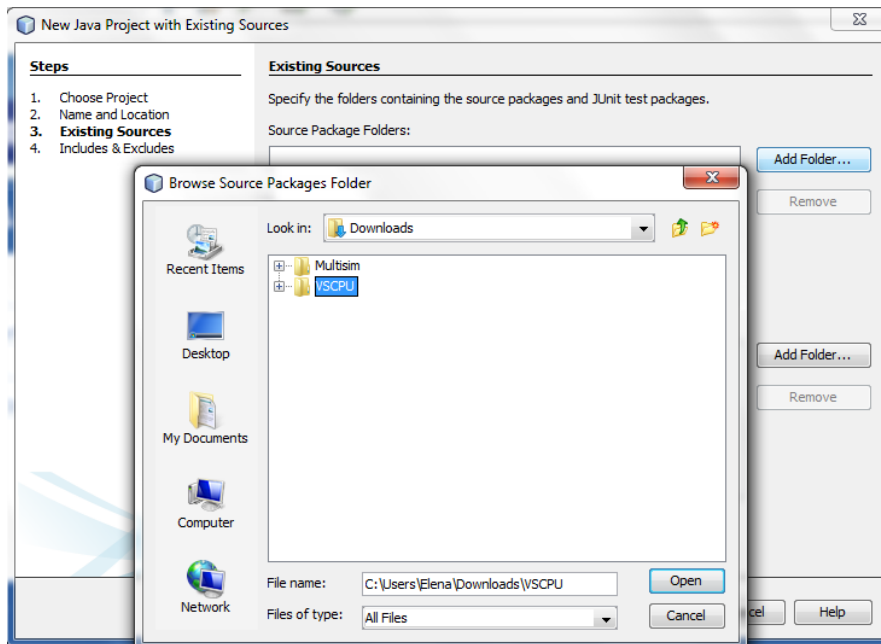 New Java Project with Existing Sources
Steps
1. Choose Project
2. Name and Location
3. Existing Sources
4. Includes & Excludes
Existing Sources
Specify the folders containing the source packages and JUnit test packages.
Source Package Folders:
Add Folder...
Remove
Browse Source Packages Folder
Look in: Downloads
Recent Items
Desktop
My Documents
Computer
Network
Multisim
VSCPU
File name: C:\Users\Elena\Downloads\VSCPU
Open
Files of type: All Files
Cancel
Add Folder...
Remove
cel
Help